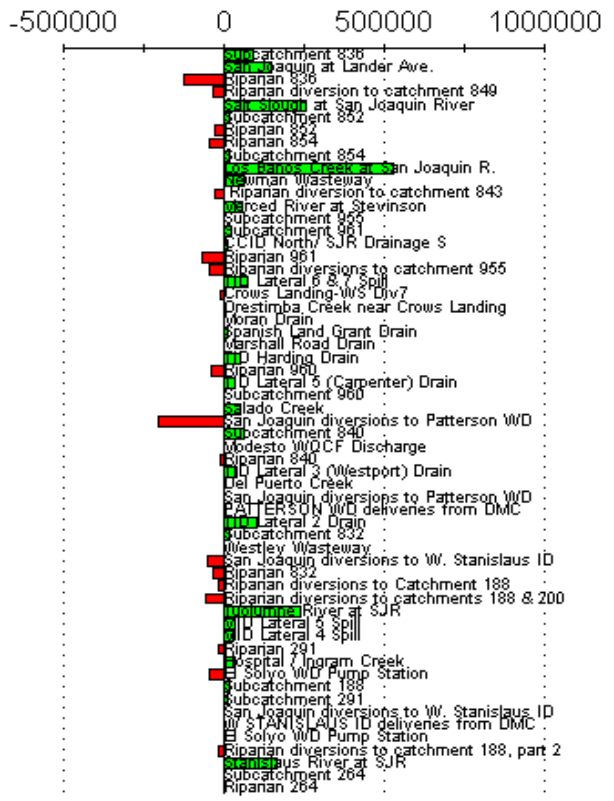 -500000 0 5000000 10000000
Subcatchment 836
San Joaquin at Lander Ave.
Riparian 836
Riparian diversion to catchment 849
Salt Slough at San Joaquin River
Subcatchment 852
Riparian 852
Riparian 854
Subcatchment 854
Los Banos Creek at San Joaquin R.
Newman Wasteway
Riparian diversion to catchment 843
Merced River at Stevinson
Subcatchment 955
Subcatchment 961
CCID North/ SJR Drainage S
Riparian 961
Riparian diversions to catchment 955
TID Lateral 6 & 7 Spill
Crows Landing-WS Div7
Orestimba Creek near Crows Landing
Moran Drain
Spanish Land Grant Drain
Marshall Road Drain
TID Harding Drain
Riparian 960
TID Lateral 5 (Carpenter) Drain
Subcatchment 960
Salado Creek
San Joaquin diversions to Patterson WD
Subcatchment 840
Modesto WQCF Discharge
Riparian 840
TID Lateral 3 (Westport) Drain
Del Puerto Creek
San Joaquin diversions to Patterson WD
PATTERSON WD deliveries from DMC
TID Lateral 2 Drain
Subcatchment 832
Westley Wasteway
San Joaquin diversions to W. Stanislaus ID
Riparian 832
Riparian diversions to Catchment 188
Riparian diversions to catchments 188 & 200
Tuolumne River at SJR
MID Lateral 5 Spill
MID Lateral 4 Spill
Riparian 291
Hospital / Ingram Creek
El Solyo WD Pump Station
Subcatchment 188
Subcatchment 291
San Joaquin diversions to W. Stanislaus ID
W STANISLAUS ID deliveries from DMC
El Solyo WD Pump Station
Riparian diversions to catchment 188, part 2
Stanislaus River at SJR
Subcatchment 264
Riparian 264